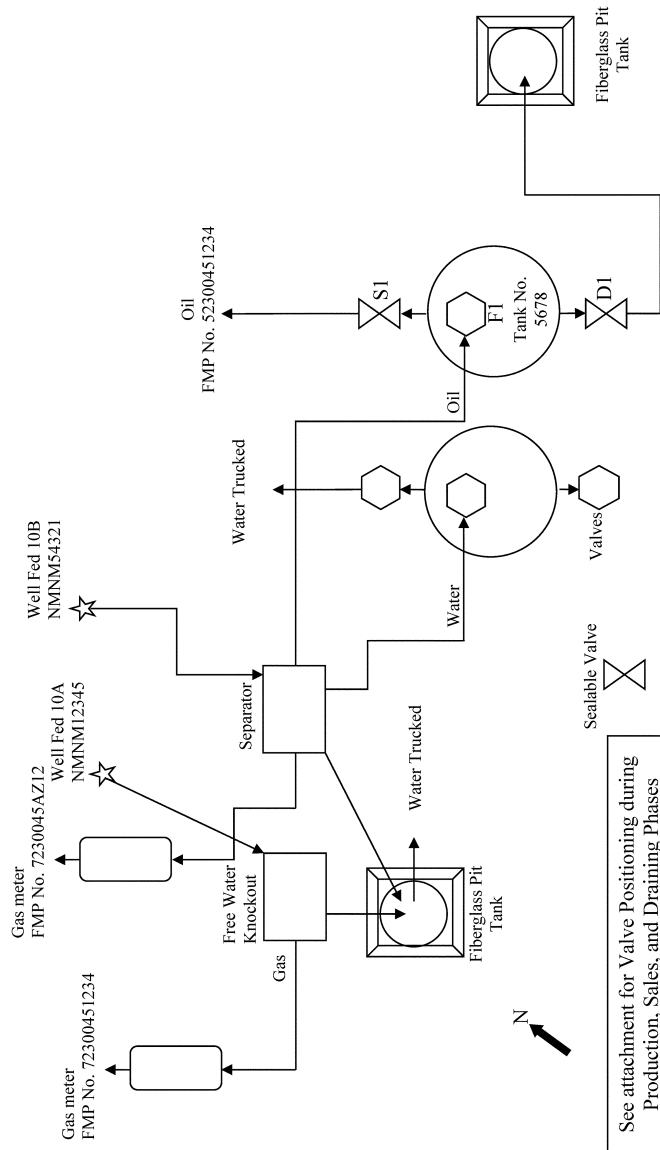 Gas meter
FMP No. 72300451234
Gas meter
FMP No. 7230045AZ12
Well Fed 10A
NMNM12345
Well Fed 10B
NMNM54321
Oil
FMP No. 52300451234
Gas
Free Water
Knockout
Separator
Water Trucked
S1
Oil
F1
Tank No.
5678
D1
Fiberglass Pit
Tank
Water
Valves
Water Trucked
Fiberglass Pit
Tank
N
Sealable Valve
See attachment for Valve Positioning during
Production, Sales, and Draining Phases